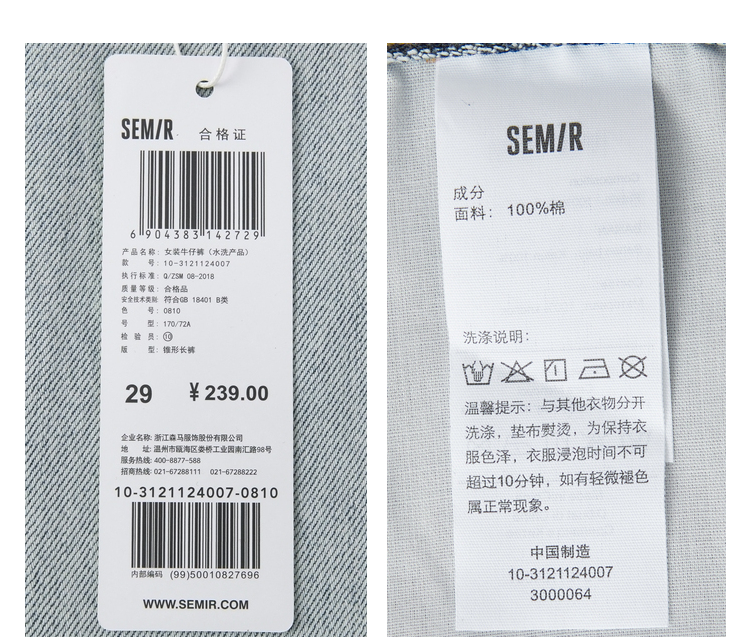 SEMIR 合格证
6 904383 142729
产品名称: 女装牛仔裤（水洗产品）
款 号: 10-3121124007
执行标准: Q/ZSM 08-2018
质量等级: 合格品
安全技术类别: 符合GB 18401 B类
色 号: 0810
号 型: 170/72A
检 验 员: ⑩
版 型: 锥形长裤
29 ¥239.00
企业名称: 浙江森马服饰股份有限公司
地 址: 温州市瓯海区娄桥工业园南汇路98号
服务热线: 400-8877-588
招商热线: 021-67288111 021-67288222
10-3121124007-0810
内部编码 (99)50010827696
WWW.SEMIR.COM
SEMIR
成分
面料: 100%棉
洗涤说明:
温馨提示: 与其他衣物分开
洗涤，垫布熨烫，为保持衣
服色泽，衣服浸泡时间不可
超过10分钟，如有轻微褪色
属正常现象。
中国制造
10-3121124007
3000064